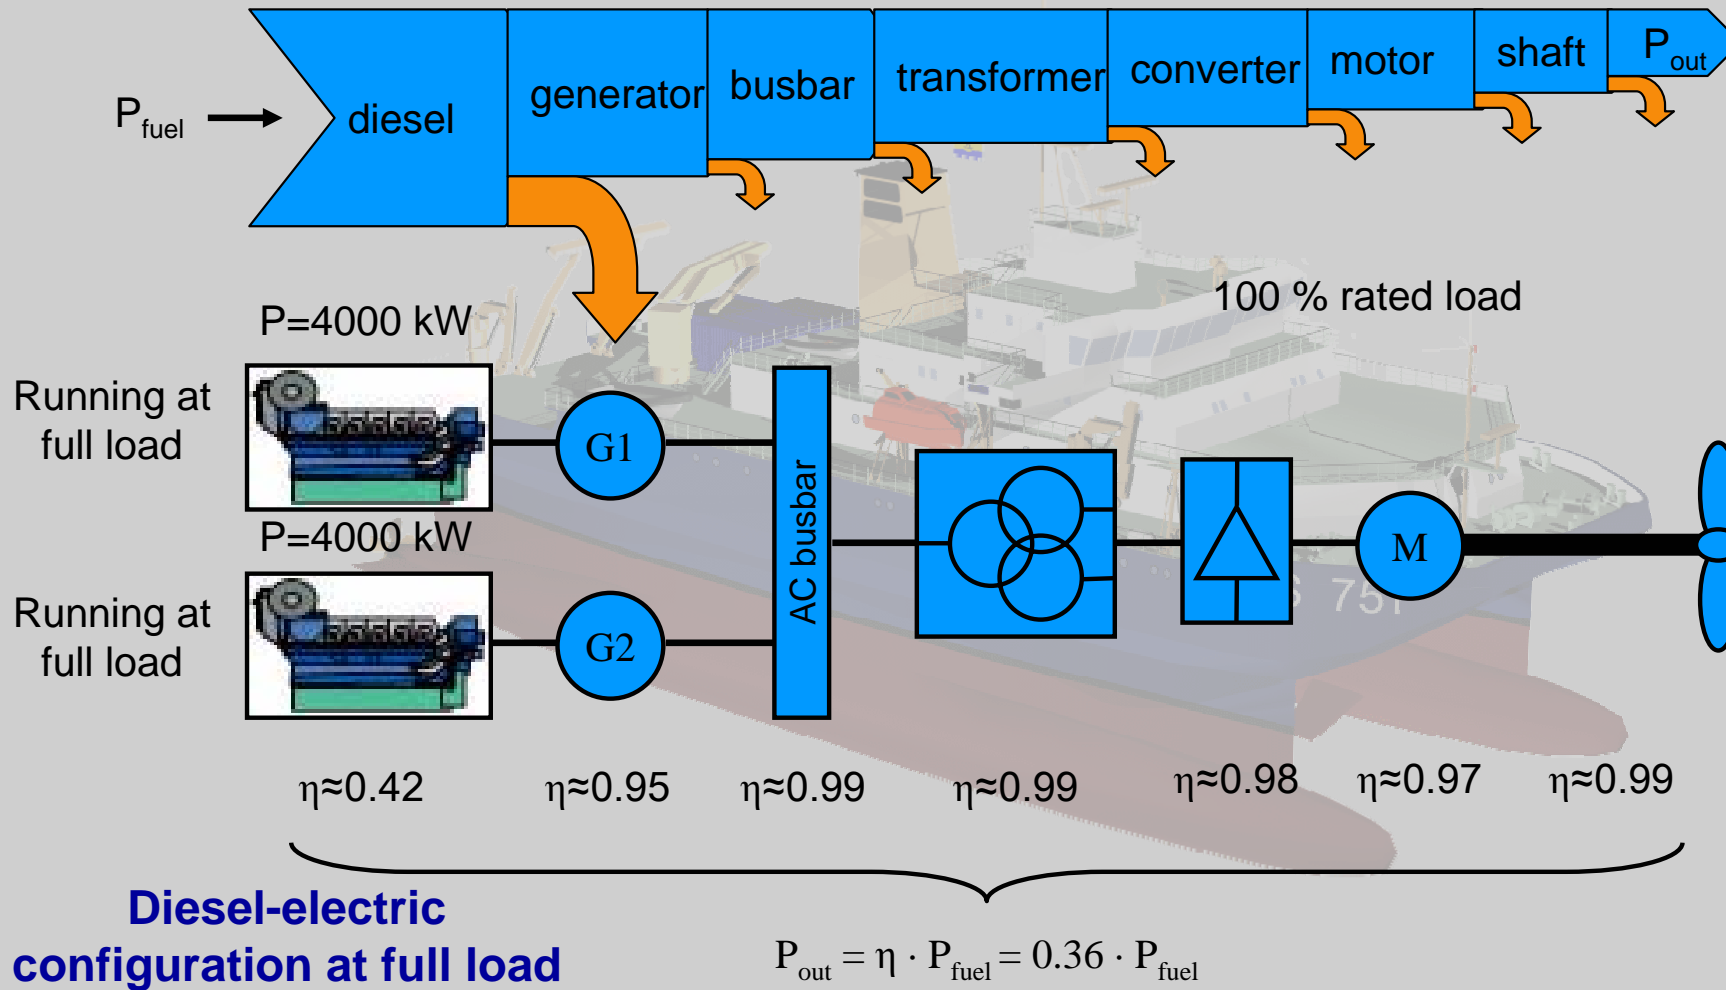 P_fuel
diesel
generator
busbar
transformer
converter
motor
shaft
P_out
P=4000 kW
100 % rated load
Running at
full load
G1
AC busbar
P=4000 kW
M
751
Running at
full load
G2
η≈0.42
η≈0.95
η≈0.99
η≈0.99
η≈0.98
η≈0.97
η≈0.99
Diesel-electric
configuration at full load
P_out = η · P_fuel = 0.36 · P_fuel